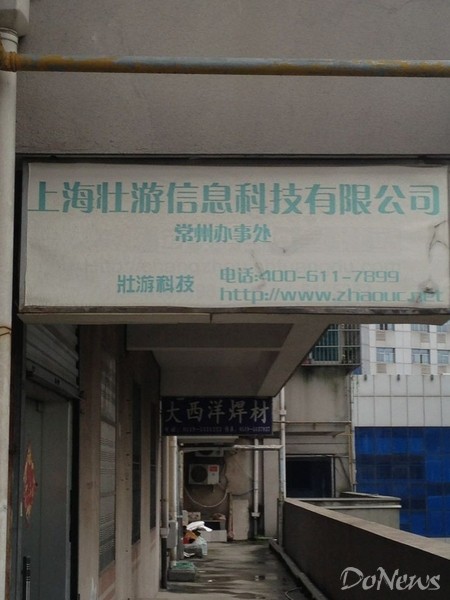 上海壮游信息科技有限公司
常州办事处
壯游科技
电话:400-611-7899
http://www.zhaouc.net
大西洋焊材
DoNews